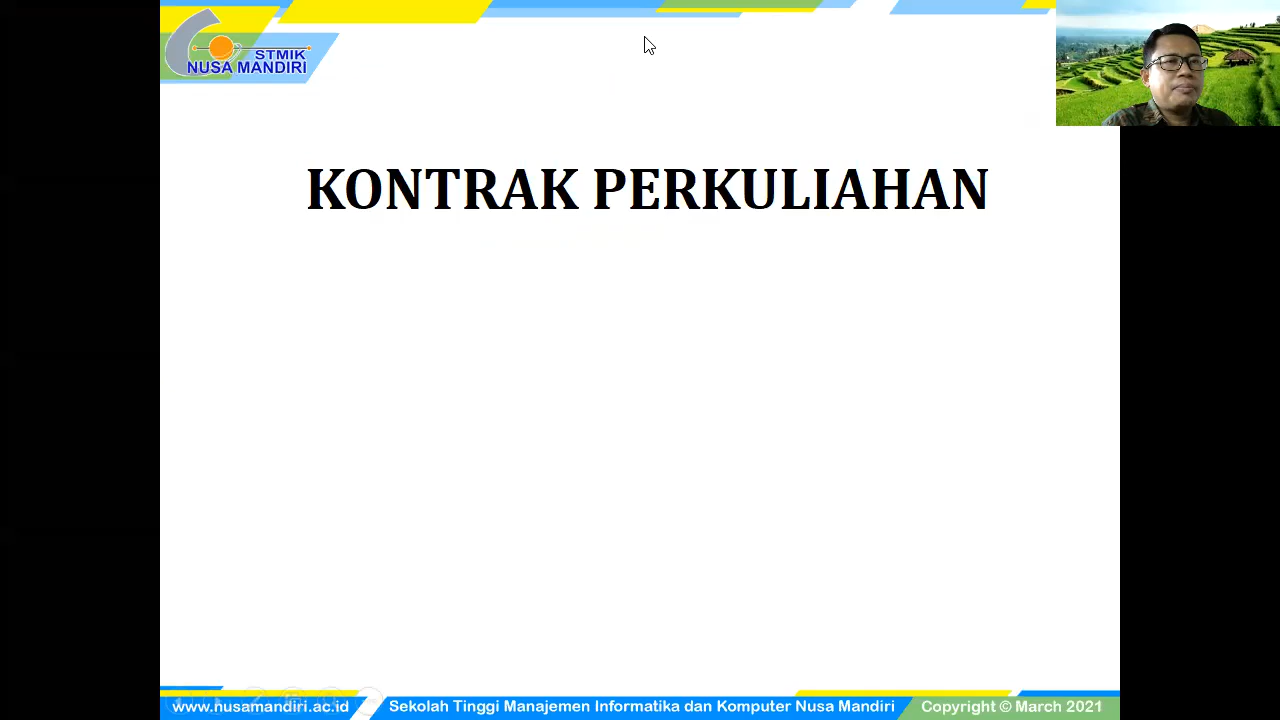 STMIK
NUSA MANDIRI
KONTRAK PERKULIAHAN
www.nusamandiri.ac.id
Sekolah Tinggi Manajemen Informatika dan Komputer Nusa Mandiri
Copyright © March 2021